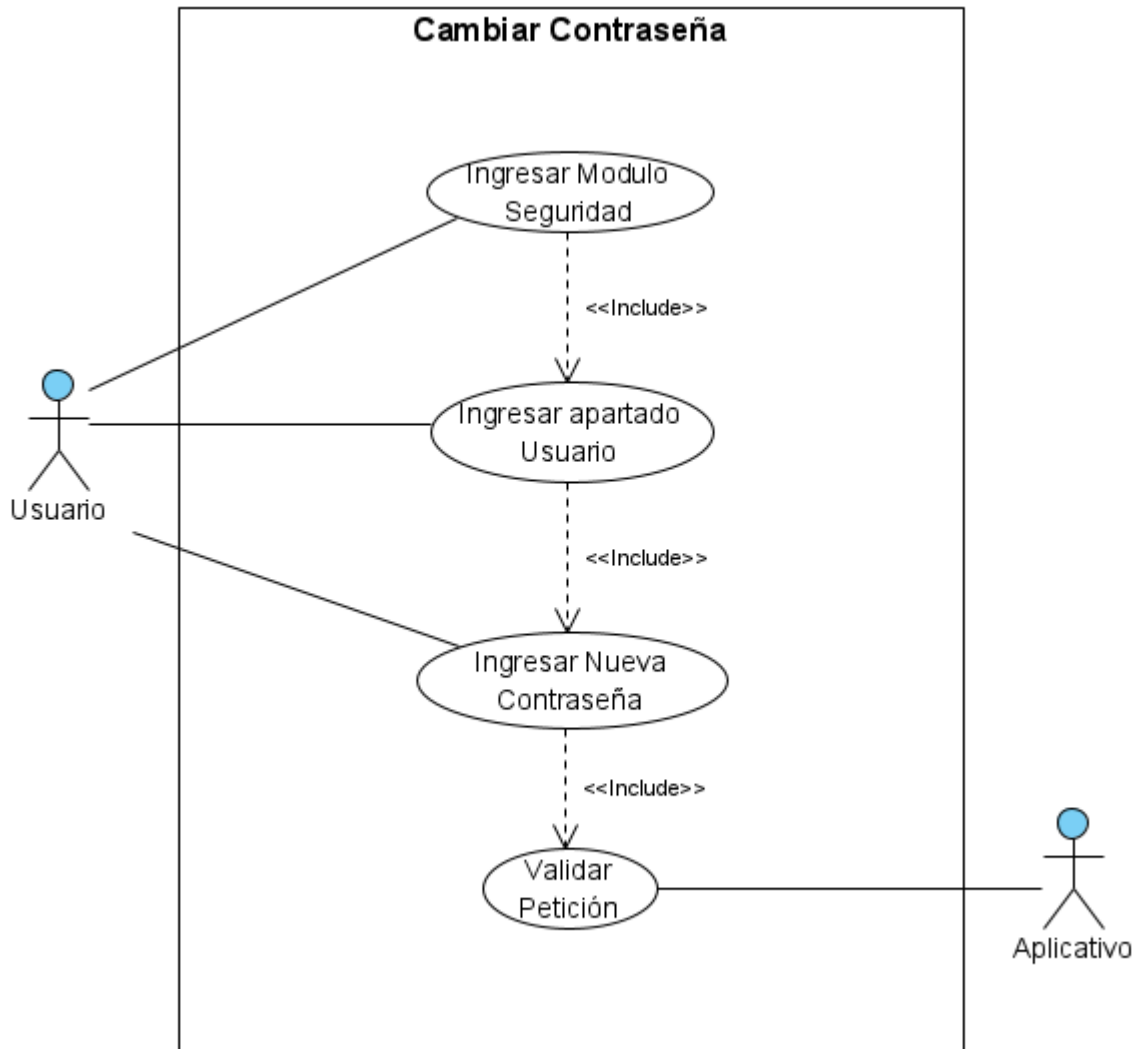 Cambiar Contraseña
Ingresar Modulo
Seguridad
<<Include>>
Ingresar apartado
Usuario
Usuario
<<Include>>
Ingresar Nueva
Contraseña
<<Include>>
Validar
Petición
Aplicativo